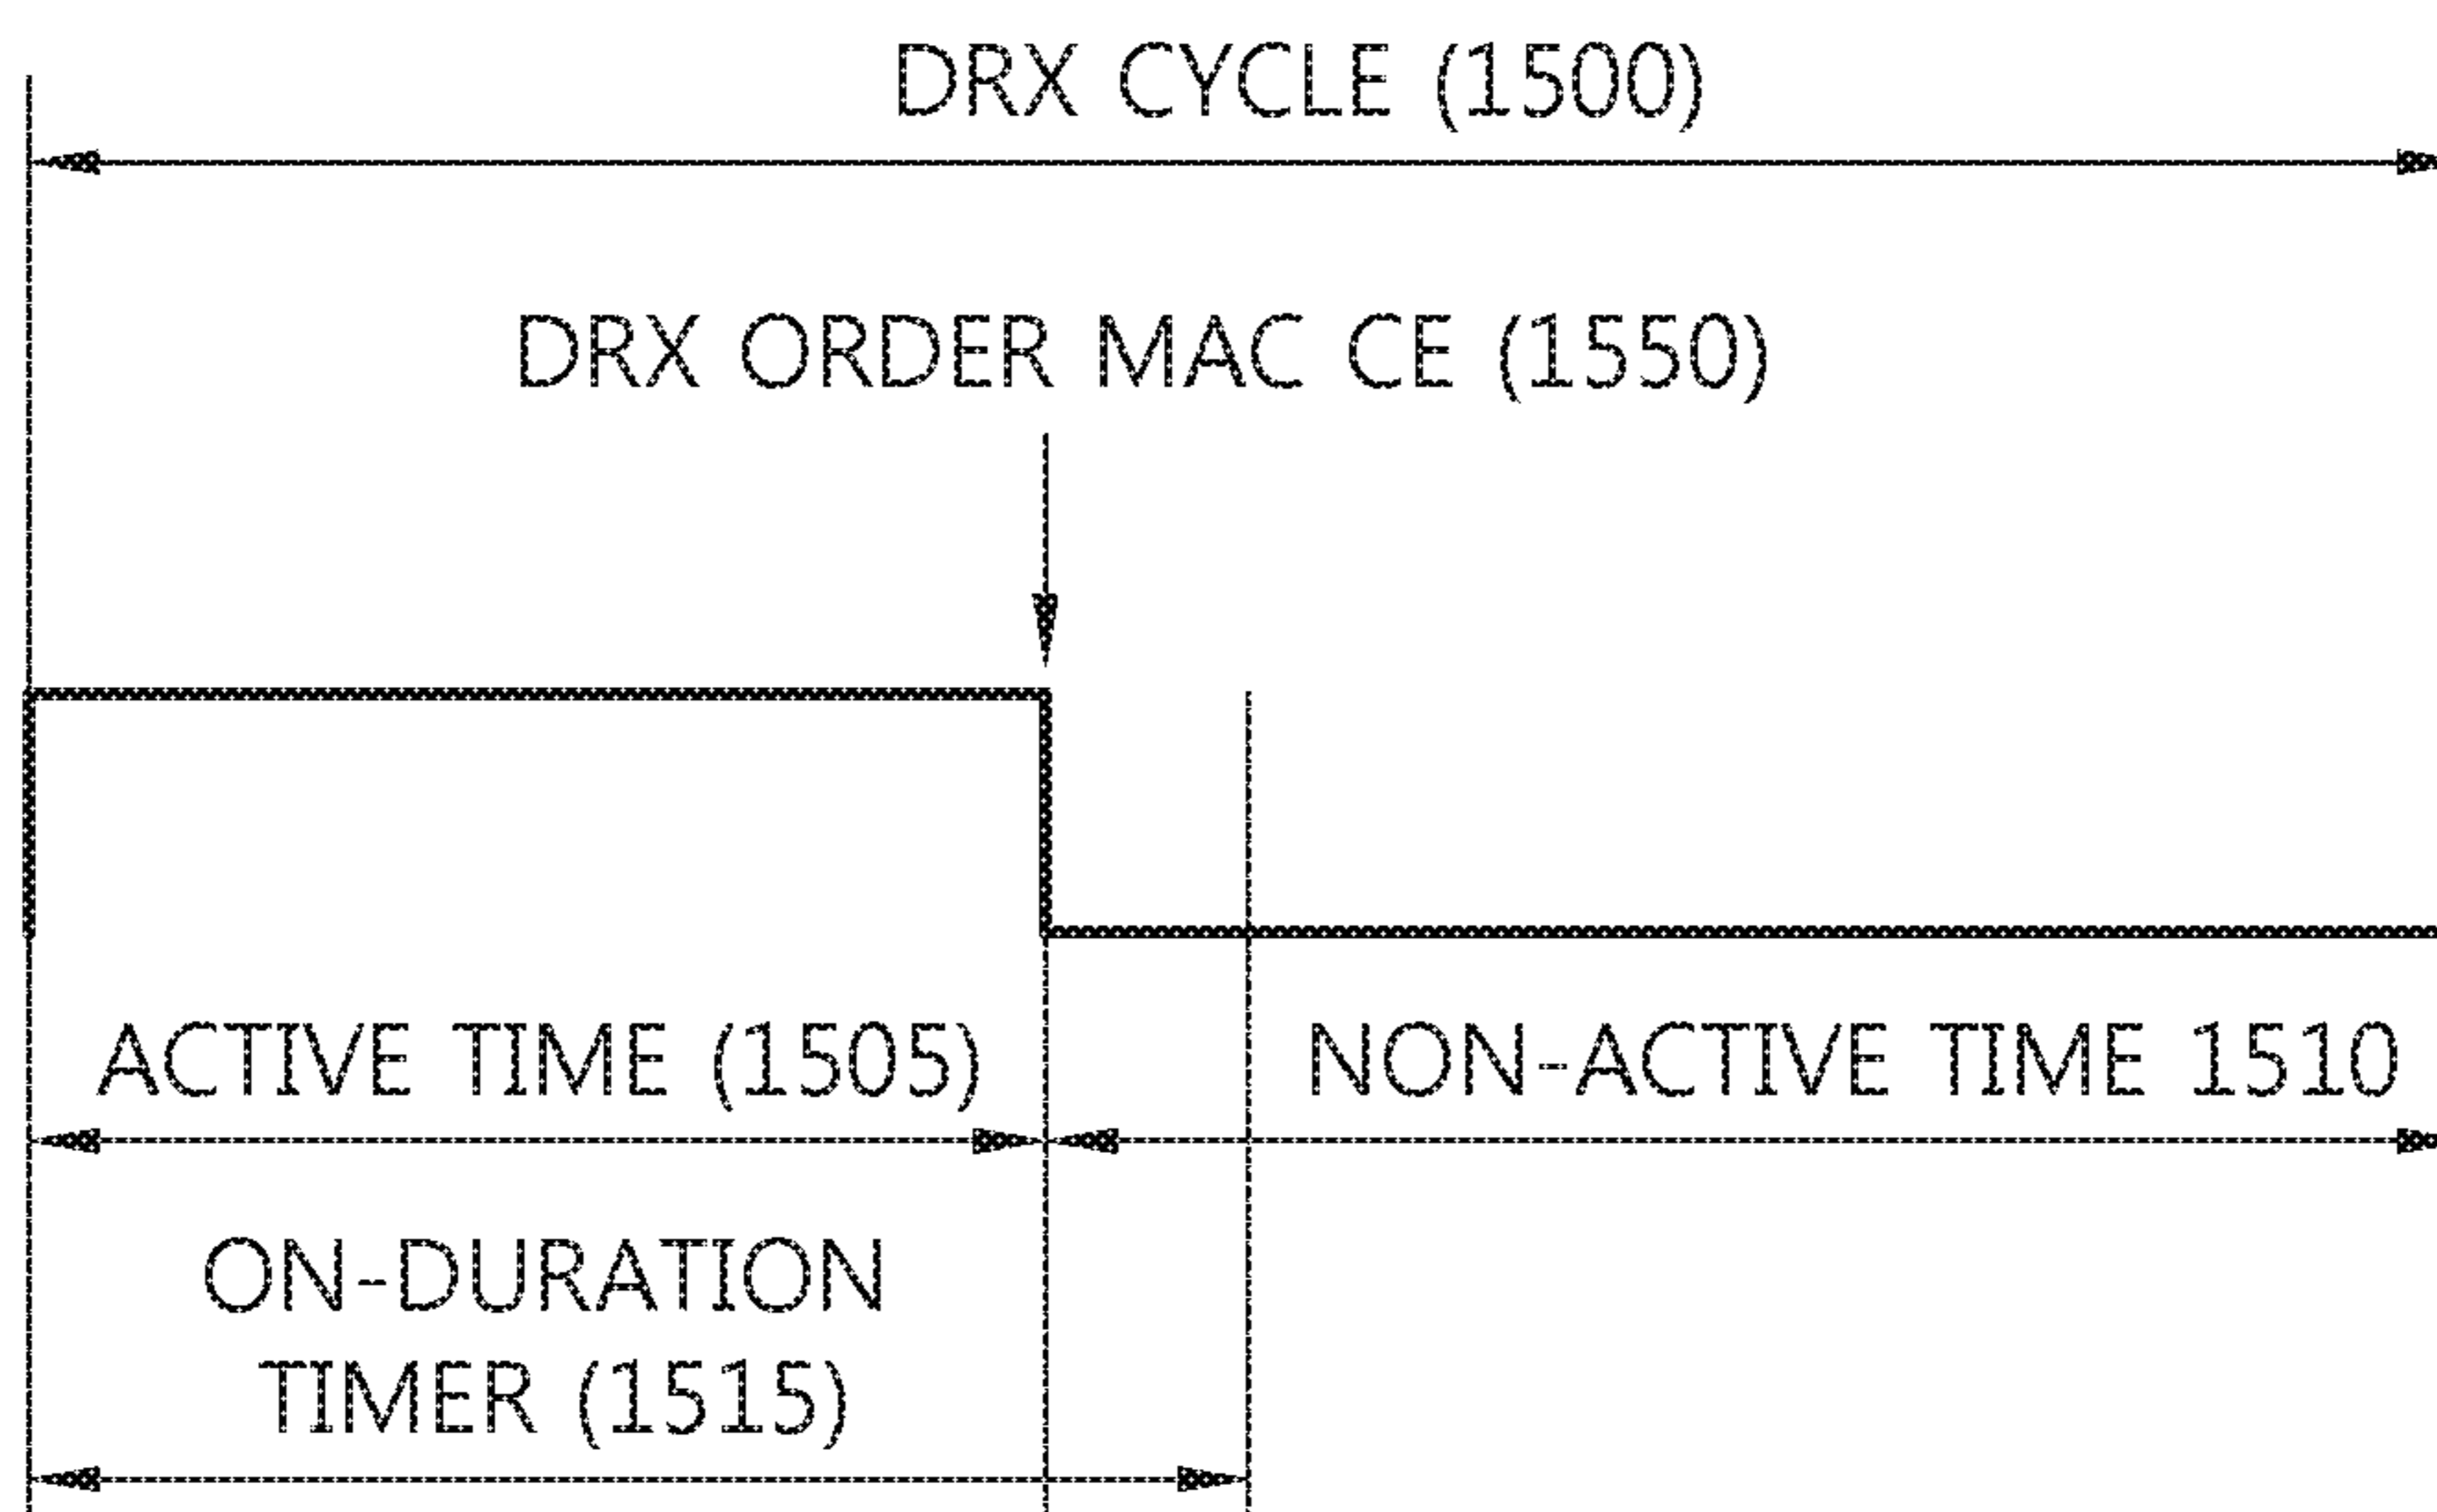 DRX CYCLE (1500)
DRX ORDER MAC CE (1550)
ACTIVE TIME (1505)
NON-ACTIVE TIME 1510
ON-DURATION
TIMER (1515)